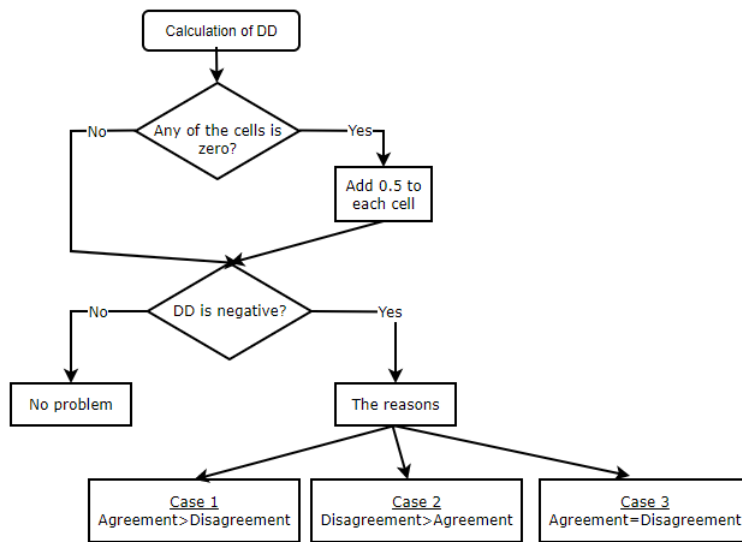 Calculation of DD
Any of the cells is
zero?
No
Yes
Add 0.5 to
each cell
DD is negative?
No
Yes
No problem
The reasons
Case 1
Agreement>Disagreement
Case 2
Disagreement>Agreement
Case 3
Agreement=Disagreement